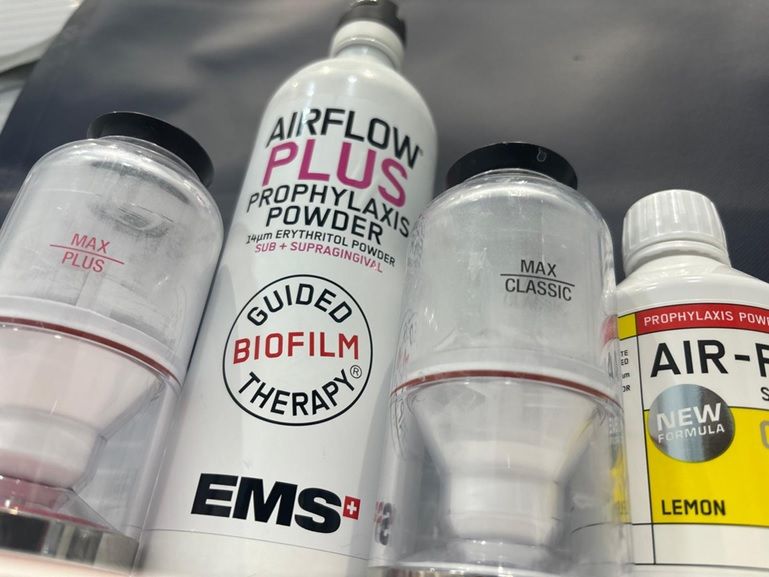 MAX
PLUS
AIRFLOW
PLUS
PROPHYLAXIS
POWDER
14µm ERYTHRITOL POWDER
SUB + SUPRAGINGIVAL
GUIDED
BIOFILM
THERAPY®
EMS
MAX
CLASSIC
PROPHYLAXIS
AIR-
NEW
FORMULA
LEMON